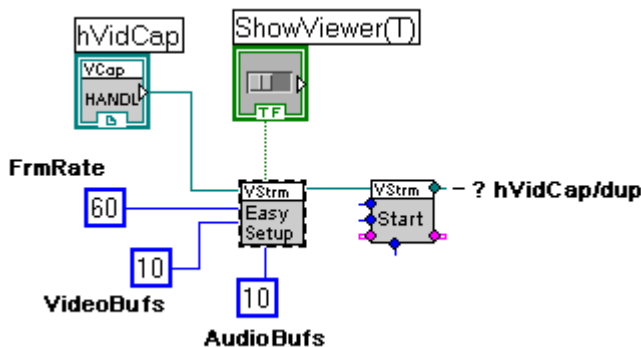 hVidCap
ShowViewer(T)
VCap
HANDL
TF
FrmRate
60
VStrm
Easy
Setup
VStrm
Start
– ? hVidCap/dup
10
VideoBufs
10
AudioBufs